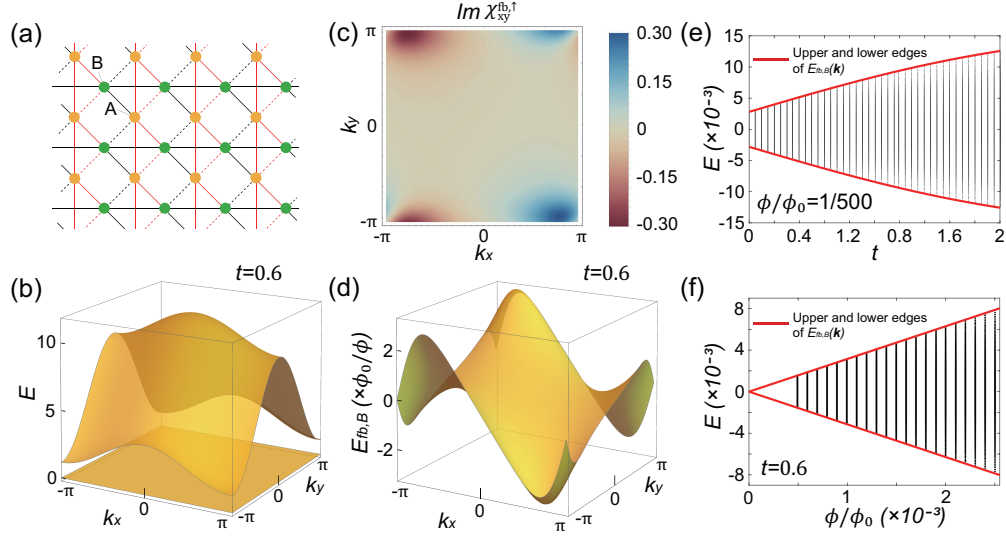 (a)
B
A
(c)
Im χ_xy^fb,↑
π
k_y
0
-π
-π
0
π
k_x
0.30
0.15
0
-0.15
-0.30
(e)
15
10
5
0
-5
-10
-15
E (×10⁻³)
Upper and lower edges
of E_fb,B(k)
ϕ/ϕ₀=1/500
0
0.4
0.8
1.2
1.6
2
t
(b)
t=0.6
10
5
0
E
-π
0
π
k_x
-π
0
π
k_y
(d)
t=0.6
2
0
-2
E_fb,B (×ϕ₀/ϕ)
-π
0
π
k_x
-π
0
π
k_y
(f)
8
4
0
-4
-8
E (×10⁻³)
Upper and lower edges
of E_fb,B(k)
t=0.6
0
1
2
ϕ/ϕ₀ (×10⁻³)